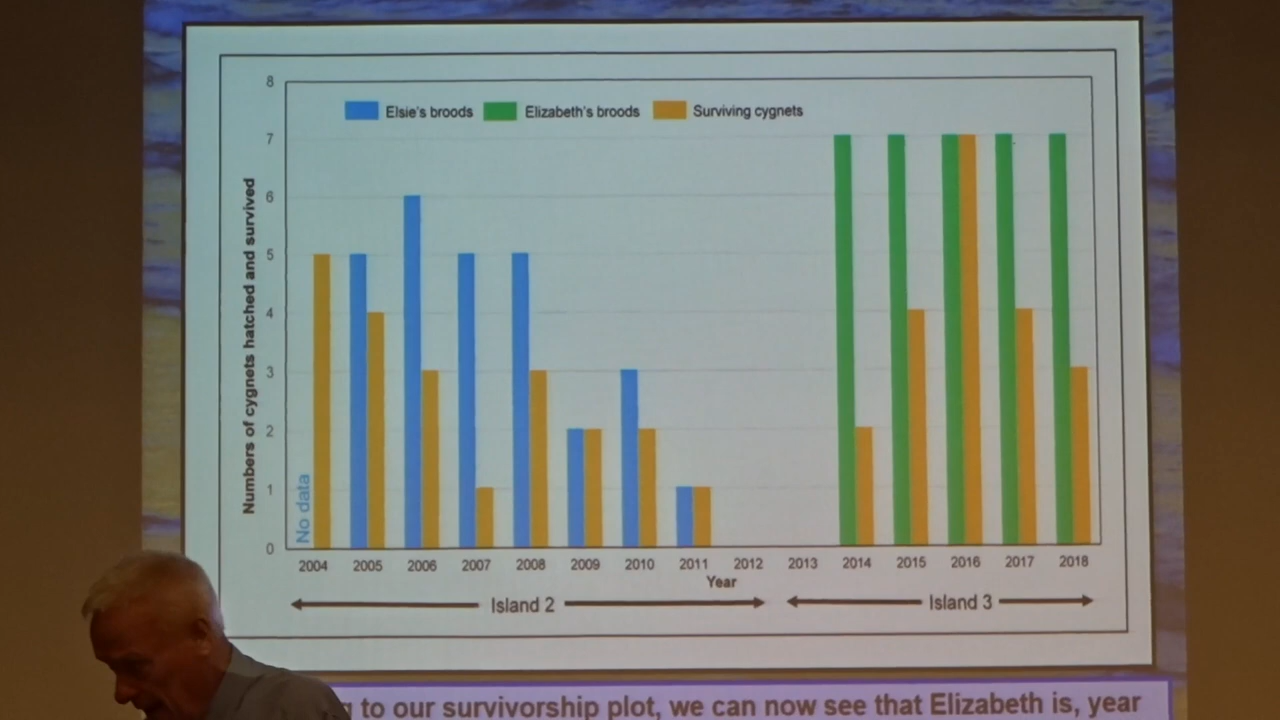 8
Elsie's broods Elizabeth's broods Surviving cygnets
7
6
5
4
3
2
1
0
Numbers of cygnets hatched and survived
No data
2004 2005 2006 2007 2008 2009 2010 2011 2012 2013 2014 2015 2016 2017 2018
Year
Island 2 Island 3
to our survivorship plot, we can now see that Elizabeth is, year